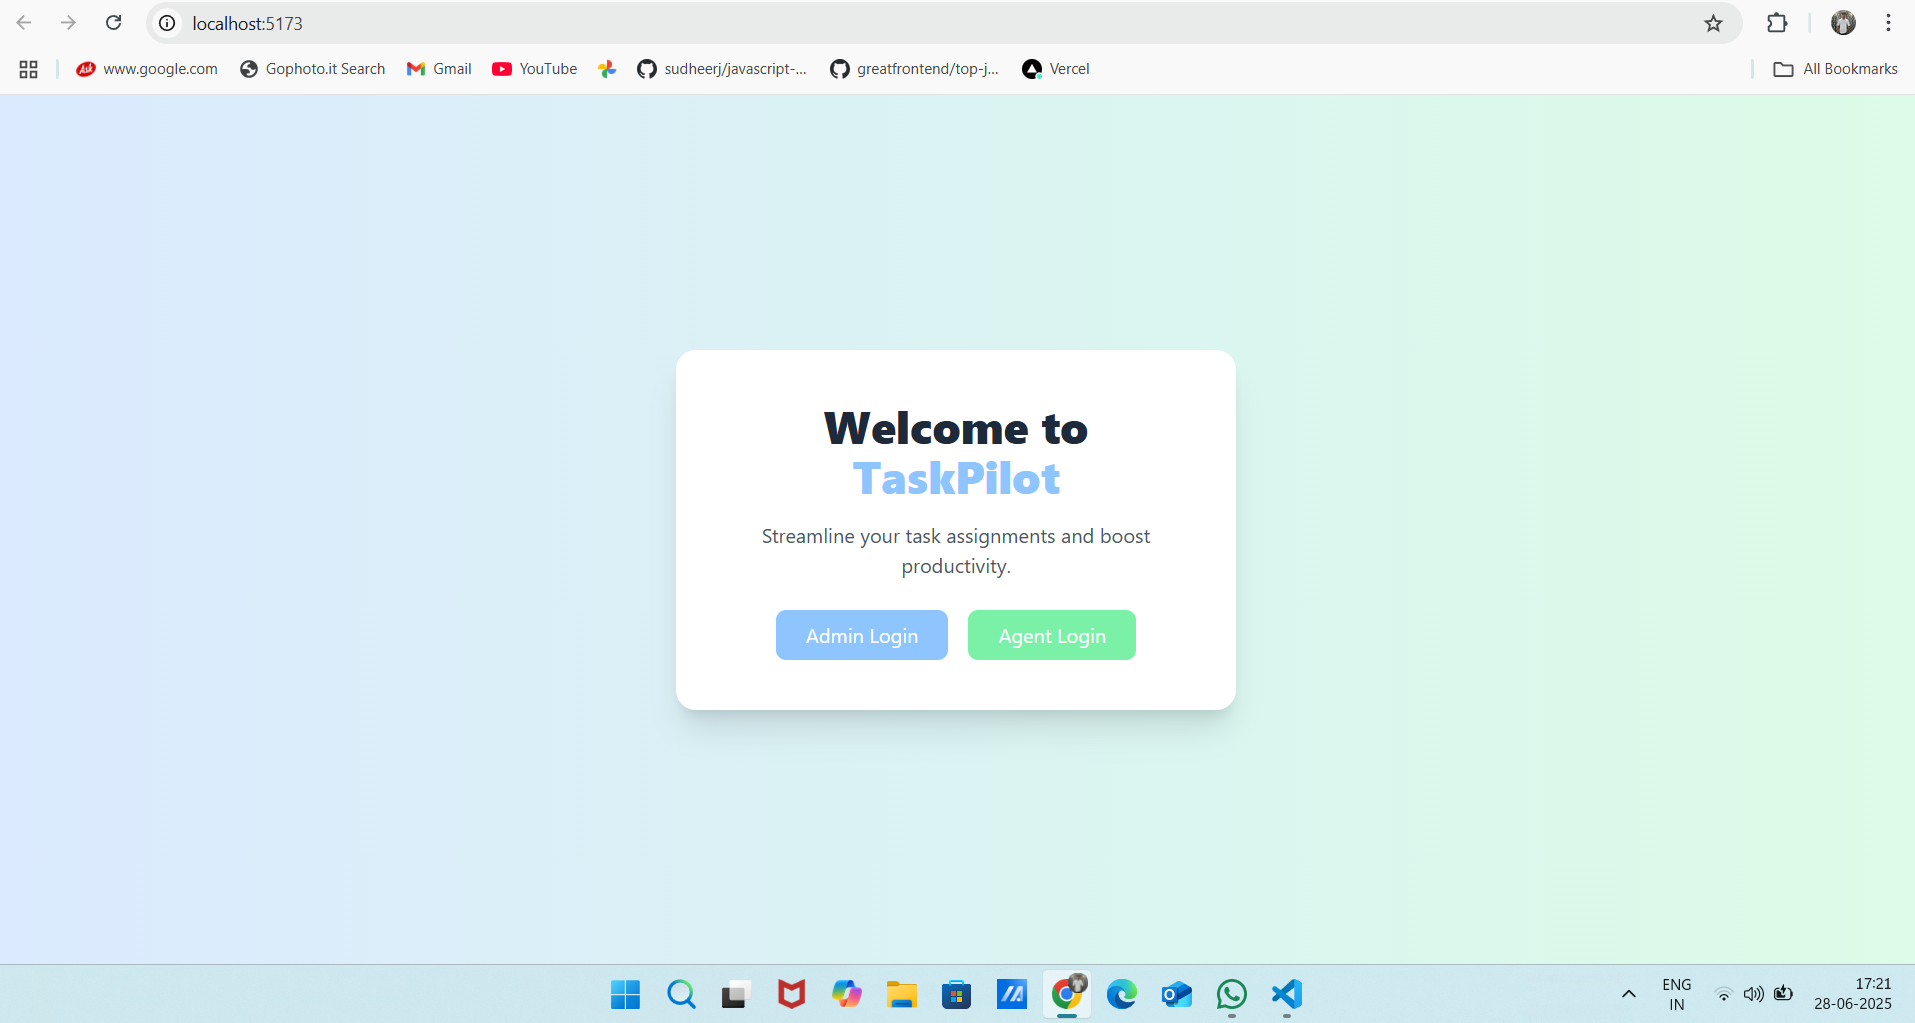 localhost:5173
Ask www.google.com Gophoto.it Search Gmail YouTube sudheerj/javascript-... greatfrontend/top-j... Vercel All Bookmarks
Welcome to
TaskPilot
Streamline your task assignments and boost
productivity.
Admin Login Agent Login
ENG
IN
17:21
28-06-2025